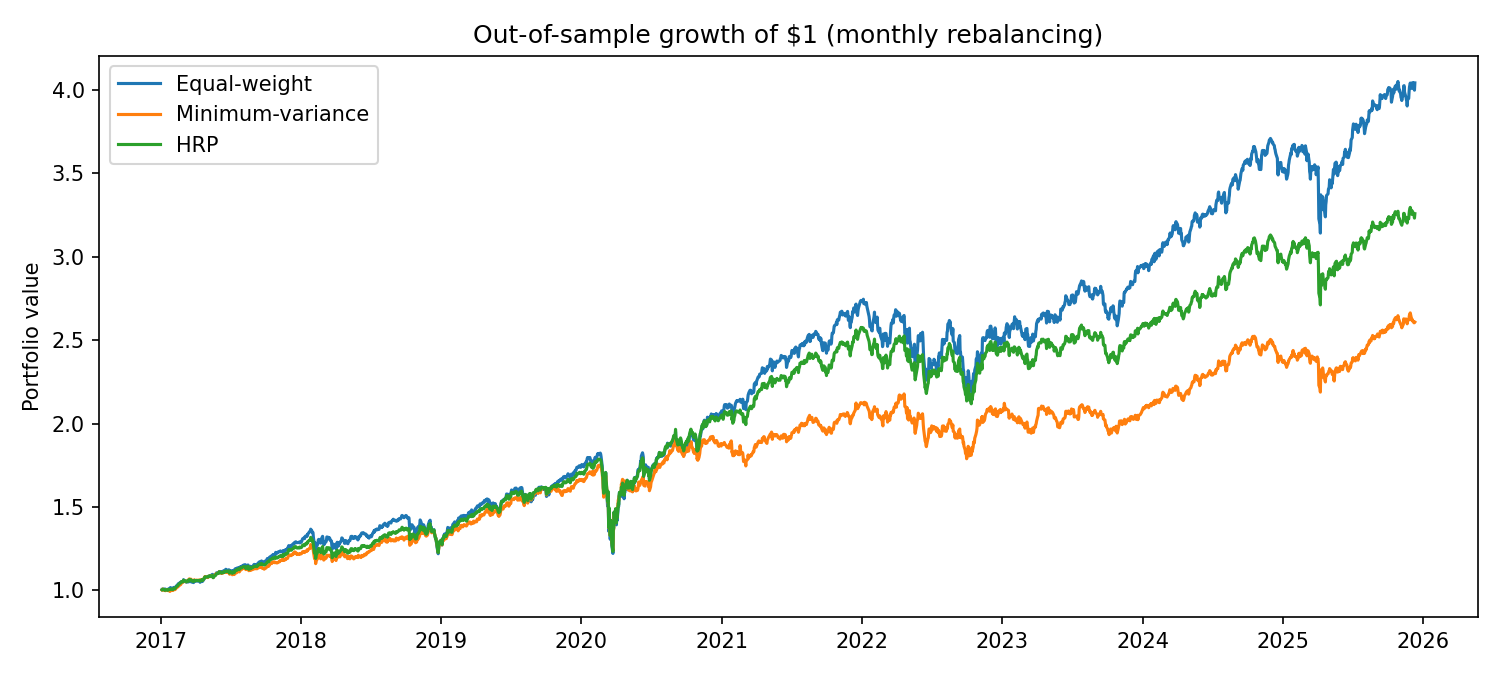 Out-of-sample growth of $1 (monthly rebalancing)
Equal-weight
Minimum-variance
HRP
Portfolio value
4.0
3.5
3.0
2.5
2.0
1.5
1.0
2017 2018 2019 2020 2021 2022 2023 2024 2025 2026